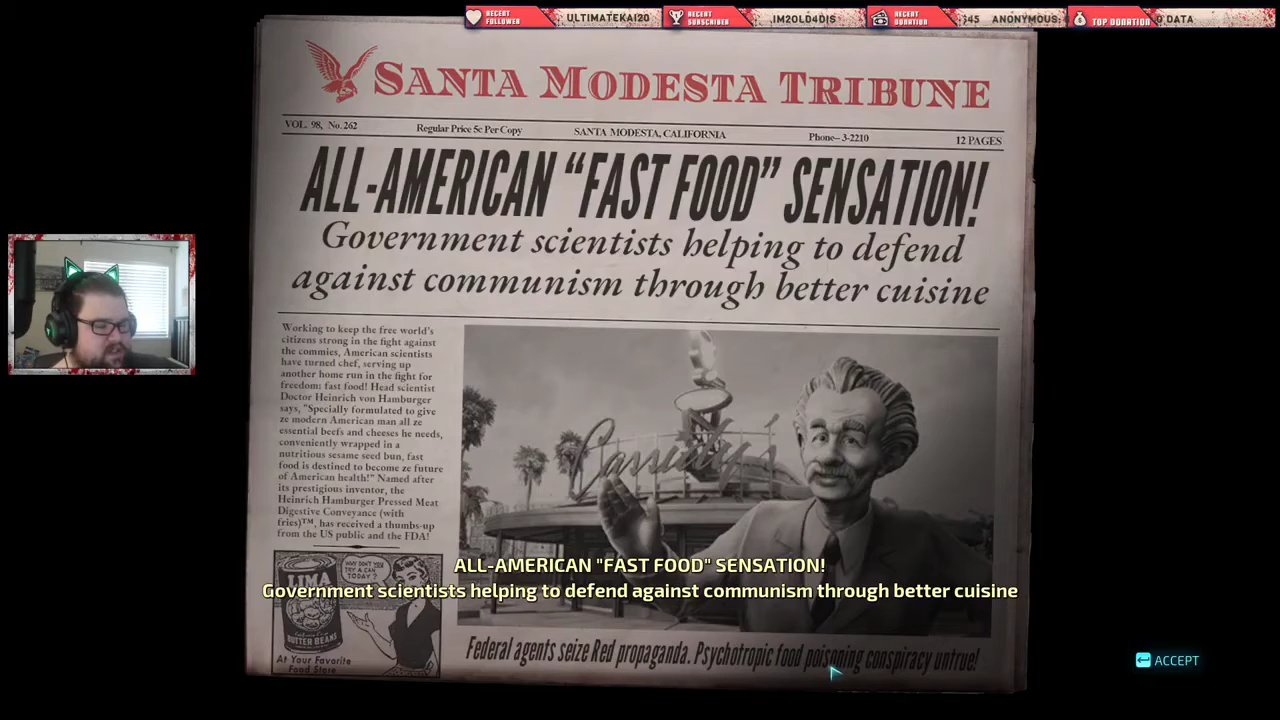 RECENT FOLLOWER
ULTIMATEKAI20
RECENT SUBSCRIBER
IM2OLD4DIS
RECENT DONATION
$45 ANONYMOUS:
TOP DONATION
0 DATA
SANTA MODESTA TRIBUNE
VOL. 98, No. 262
Regular Price 5c Per Copy
SANTA MODESTA, CALIFORNIA
Phone– 3-2210
12 PAGES
ALL-AMERICAN “FAST FOOD” SENSATION!
Government scientists helping to defend
against communism through better cuisine
Working to keep the free world's
citizens strong in the fight against
the commies, American scientists
have turned chef, serving up
another home run in the fight for
freedom: fast food! Head scientist
Doctor Heinrich von Hamburger
says, "Specially formulated to give
ze modern American man all ze
essential beefs and cheeses he needs,
conveniently wrapped in a
nutritious sesame seed bun, fast
food is destined to become ze future
of American health!" Named after
its prestigious inventor, the
Heinrich Hamburger Pressed Meat
Digestive Conveyance (with
fries)™, has received a thumbs-up
from the US public and the FDA!
Cassidy's
WHY DON'T YOU
TRY A CAN
TODAY?
LIMA
BUTTER BEANS
At Your Favorite
Food Store
ALL-AMERICAN "FAST FOOD" SENSATION!
Government scientists helping to defend against communism through better cuisine
Federal agents seize Red propaganda. Psychotropic food poisoning conspiracy untrue!
ACCEPT